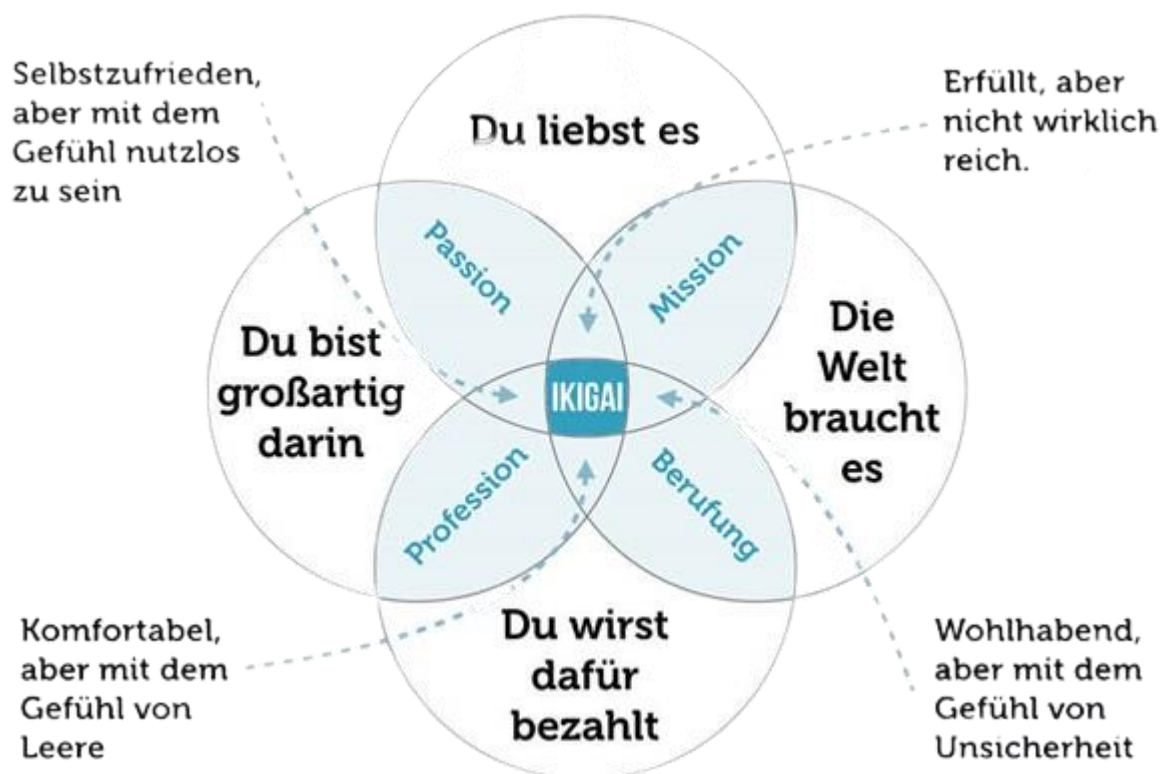 Selbstzufrieden,
aber mit dem
Gefühl nutzlos
zu sein
Du liebst es
Erfüllt, aber
nicht wirklich
reich.
Passion
Mission
Du bist
großartig
darin
IKIGAI
Die
Welt
braucht
es
Profession
Berufung
Du wirst
dafür
bezahlt
Komfortabel,
aber mit dem
Gefühl von
Leere
Wohlhabend,
aber mit dem
Gefühl von
Unsicherheit